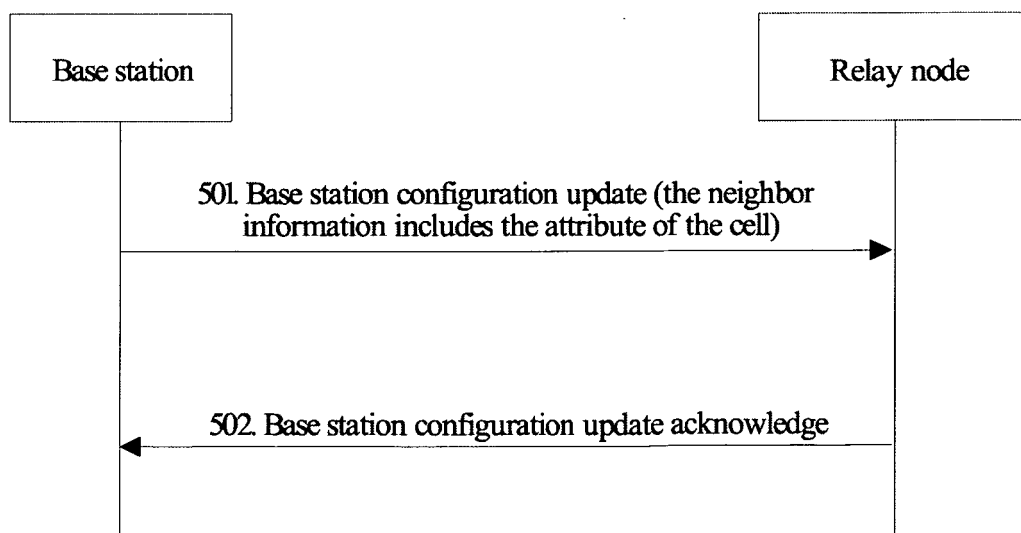 Base station
Relay node
501. Base station configuration update (the neighbor
information includes the attribute of the cell)
502. Base station configuration update acknowledge